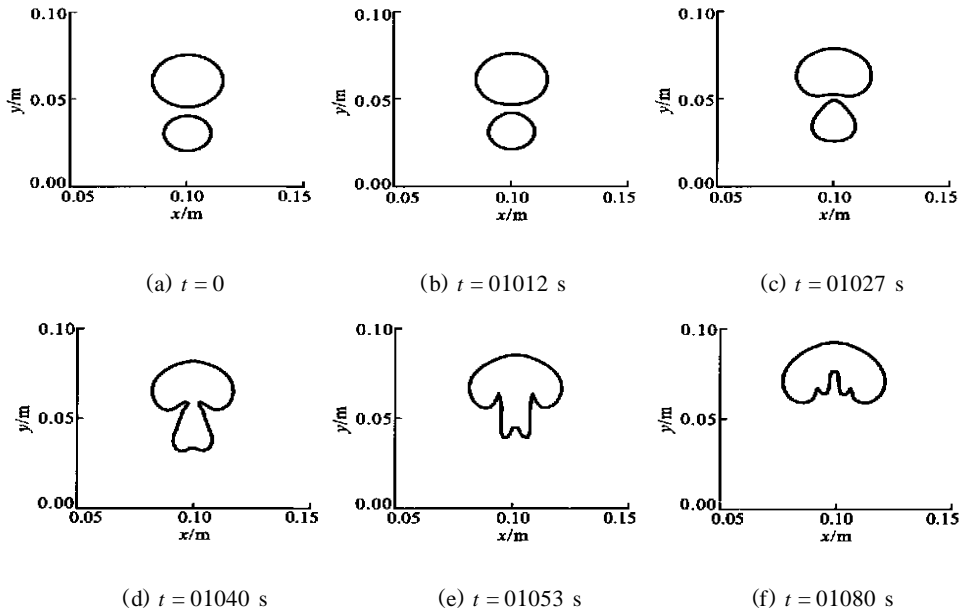 0.10
0.05
0.00
y/m
0.05 0.10 0.15
x/m
(a) t = 0
0.10
0.05
0.00
y/m
0.05 0.10 0.15
x/m
(b) t = 01012 s
0.10
0.05
0.00
y/m
0.05 0.10 0.15
x/m
(c) t = 01027 s
0.10
0.05
0.00
y/m
0.05 0.10 0.15
x/m
(d) t = 01040 s
0.10
0.05
0.00
y/m
0.05 0.10 0.15
x/m
(e) t = 01053 s
0.10
0.05
0.00
y/m
0.05 0.10 0.15
x/m
(f) t = 01080 s